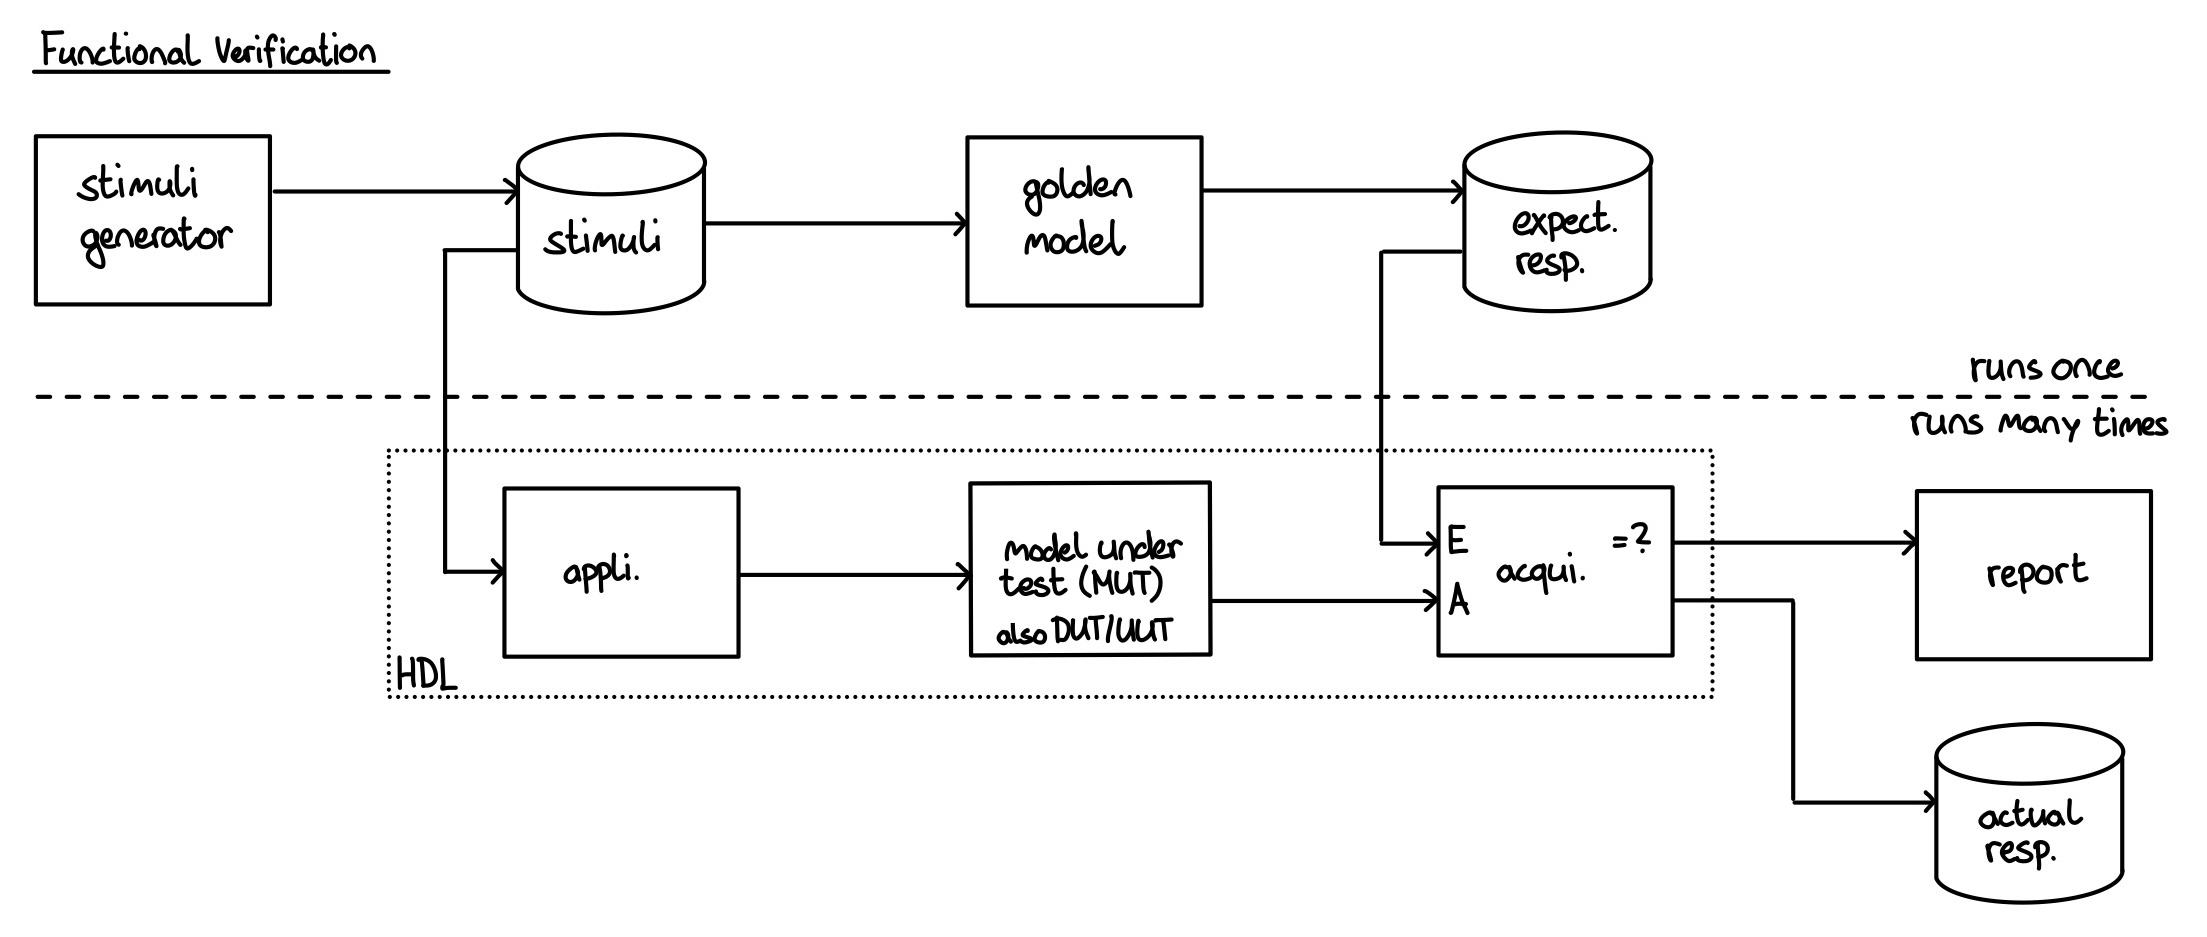 Functional Verification
stimuli
generator
stimuli
golden
model
expect.
resp.
runs once
runs many times
appli.
model under
test (MUT)
also DUT/UUT
E
A
acqui.
=?
report
HDL
actual
resp.